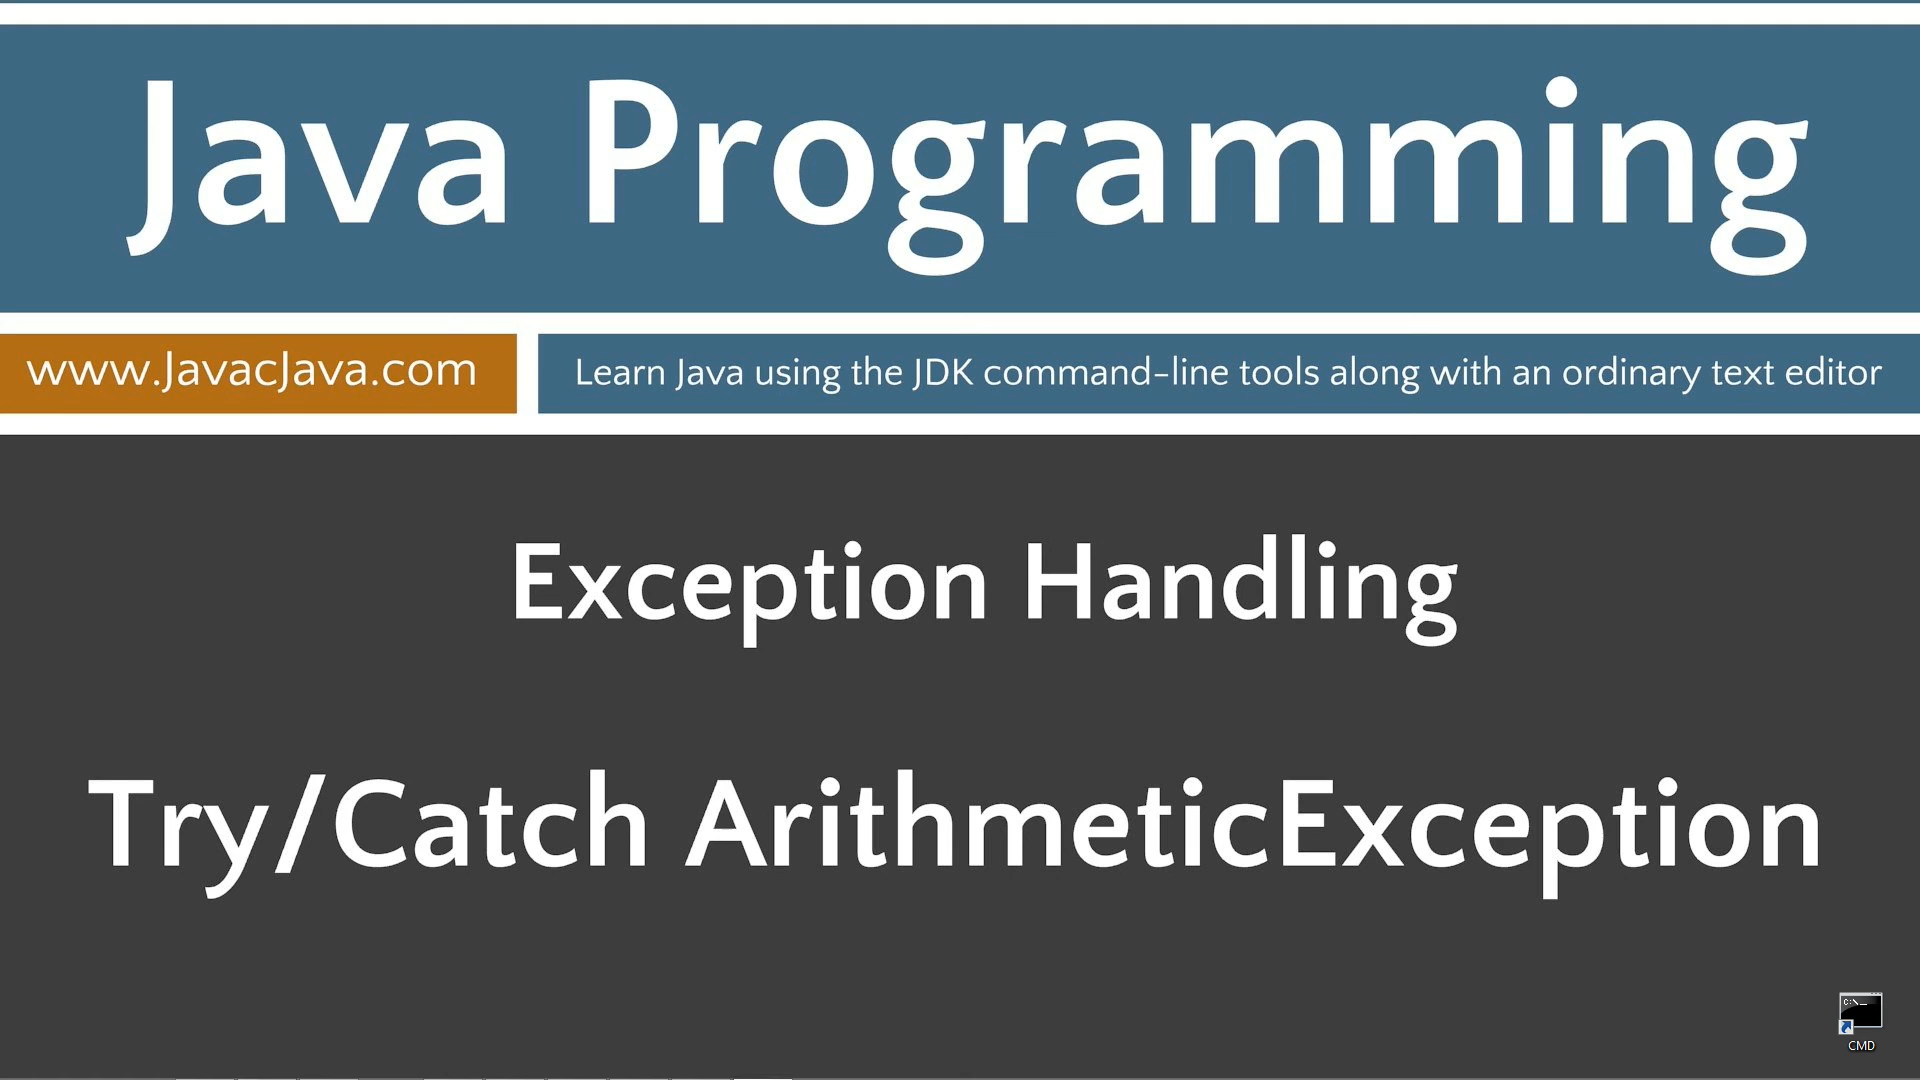 Java Programming
www.JavacJava.com
Learn Java using the JDK command-line tools along with an ordinary text editor
Exception Handling
Try/Catch ArithmeticException
C:\_
CMD